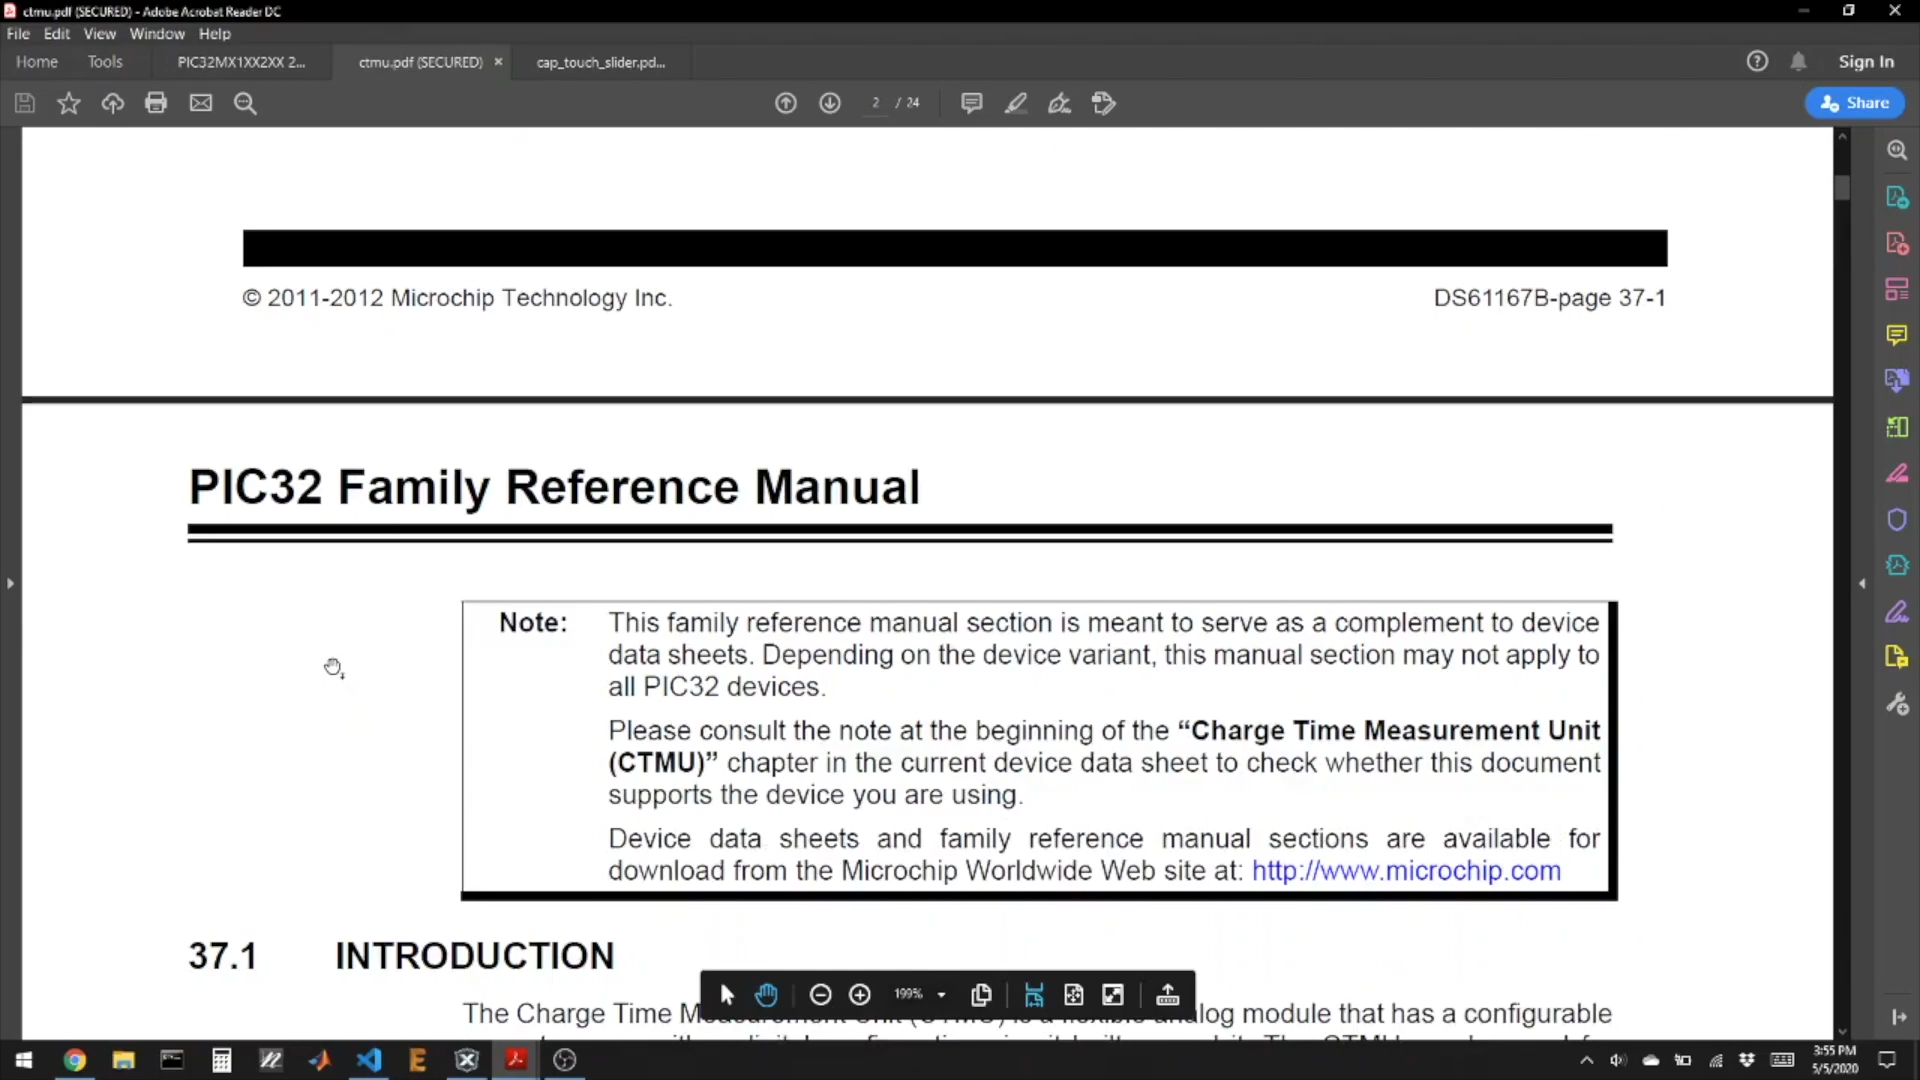 ctmu.pdf (SECURED) - Adobe Acrobat Reader DC
File Edit View Window Help
Home Tools PIC32MX1XX2XX 2... ctmu.pdf (SECURED) × cap_touch_slider.pd... Sign In
2 / 24 Share
© 2011-2012 Microchip Technology Inc. DS61167B-page 37-1
PIC32 Family Reference Manual
Note: This family reference manual section is meant to serve as a complement to device
data sheets. Depending on the device variant, this manual section may not apply to
all PIC32 devices.
Please consult the note at the beginning of the “Charge Time Measurement Unit
(CTMU)” chapter in the current device data sheet to check whether this document
supports the device you are using.
Device data sheets and family reference manual sections are available for
download from the Microchip Worldwide Web site at: http://www.microchip.com
37.1 INTRODUCTION
199%
The Charge Time Measurement Unit (CTMU) is a flexible analog module that has a configurable
3:55 PM
5/5/2020